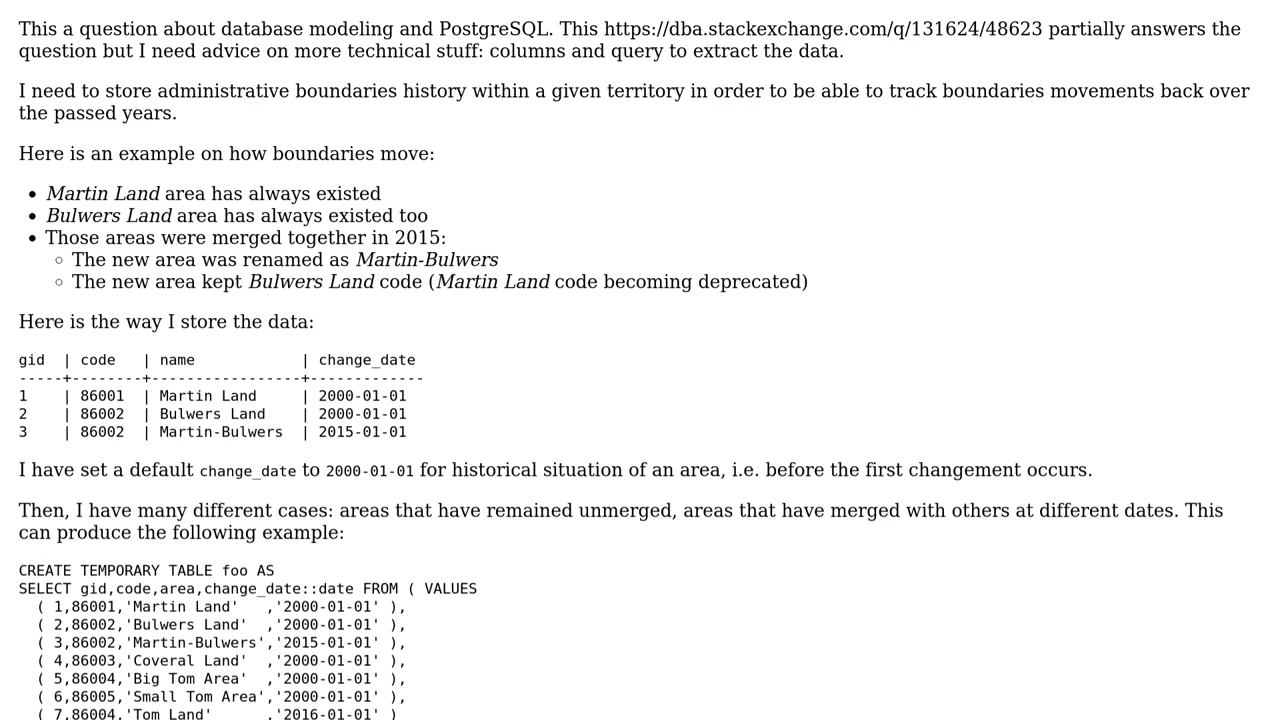 This a question about database modeling and PostgreSQL. This https://dba.stackexchange.com/q/131624/48623 partially answers the
question but I need advice on more technical stuff: columns and query to extract the data.
I need to store administrative boundaries history within a given territory in order to be able to track boundaries movements back over
the passed years.
Here is an example on how boundaries move:
• Martin Land area has always existed
• Bulwers Land area has always existed too
• Those areas were merged together in 2015:
◦ The new area was renamed as Martin-Bulwers
◦ The new area kept Bulwers Land code (Martin Land code becoming deprecated)
Here is the way I store the data:
gid  | code   | name            | change_date
-----+--------+-----------------+-------------
1    | 86001  | Martin Land     | 2000-01-01
2    | 86002  | Bulwers Land    | 2000-01-01
3    | 86002  | Martin-Bulwers  | 2015-01-01
I have set a default change_date to 2000-01-01 for historical situation of an area, i.e. before the first changement occurs.
Then, I have many different cases: areas that have remained unmerged, areas that have merged with others at different dates. This
can produce the following example:
CREATE TEMPORARY TABLE foo AS
SELECT gid,code,area,change_date::date FROM ( VALUES
  ( 1,86001,'Martin Land'   ,'2000-01-01' ),
  ( 2,86002,'Bulwers Land'  ,'2000-01-01' ),
  ( 3,86002,'Martin-Bulwers','2015-01-01' ),
  ( 4,86003,'Coveral Land'  ,'2000-01-01' ),
  ( 5,86004,'Big Tom Area'  ,'2000-01-01' ),
  ( 6,86005,'Small Tom Area','2000-01-01' ),
  ( 7,86004,'Tom Land'      ,'2016-01-01' )